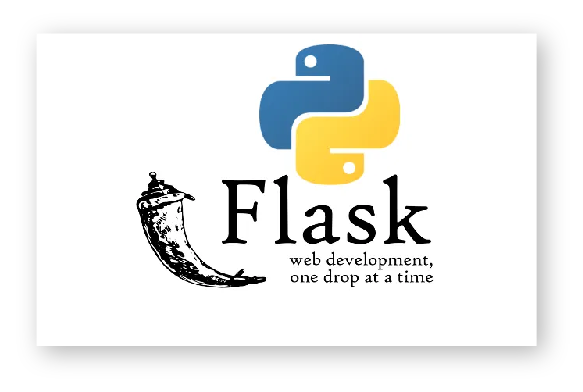 Flask
web development,
one drop at a time